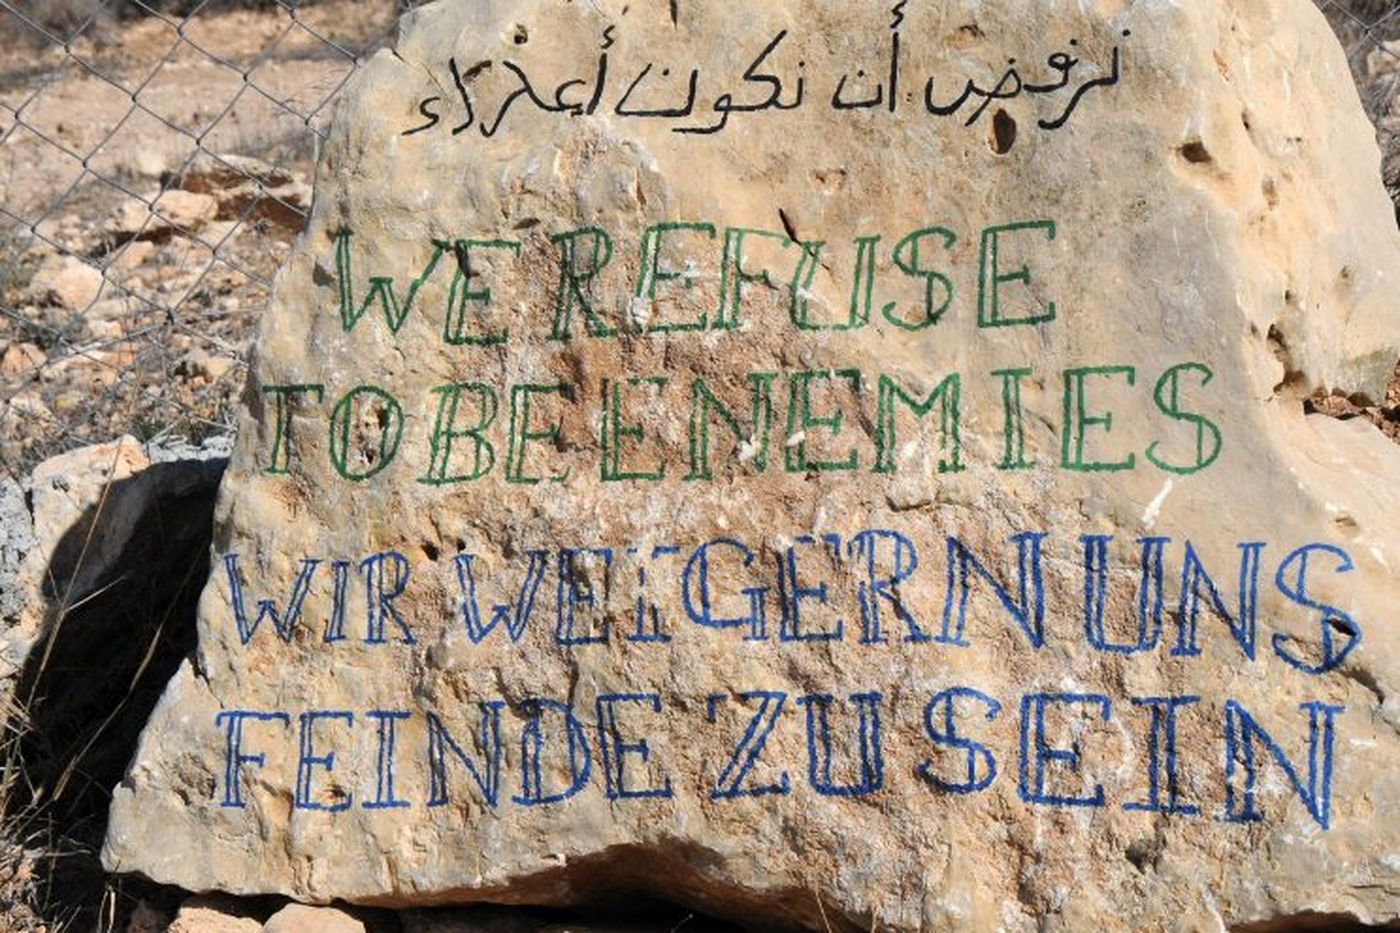 نرفض أن نكون أعداء
WE REFUSE
TO BE ENEMIES
WIR WEIGERN UNS
FEINDE ZU SEIN